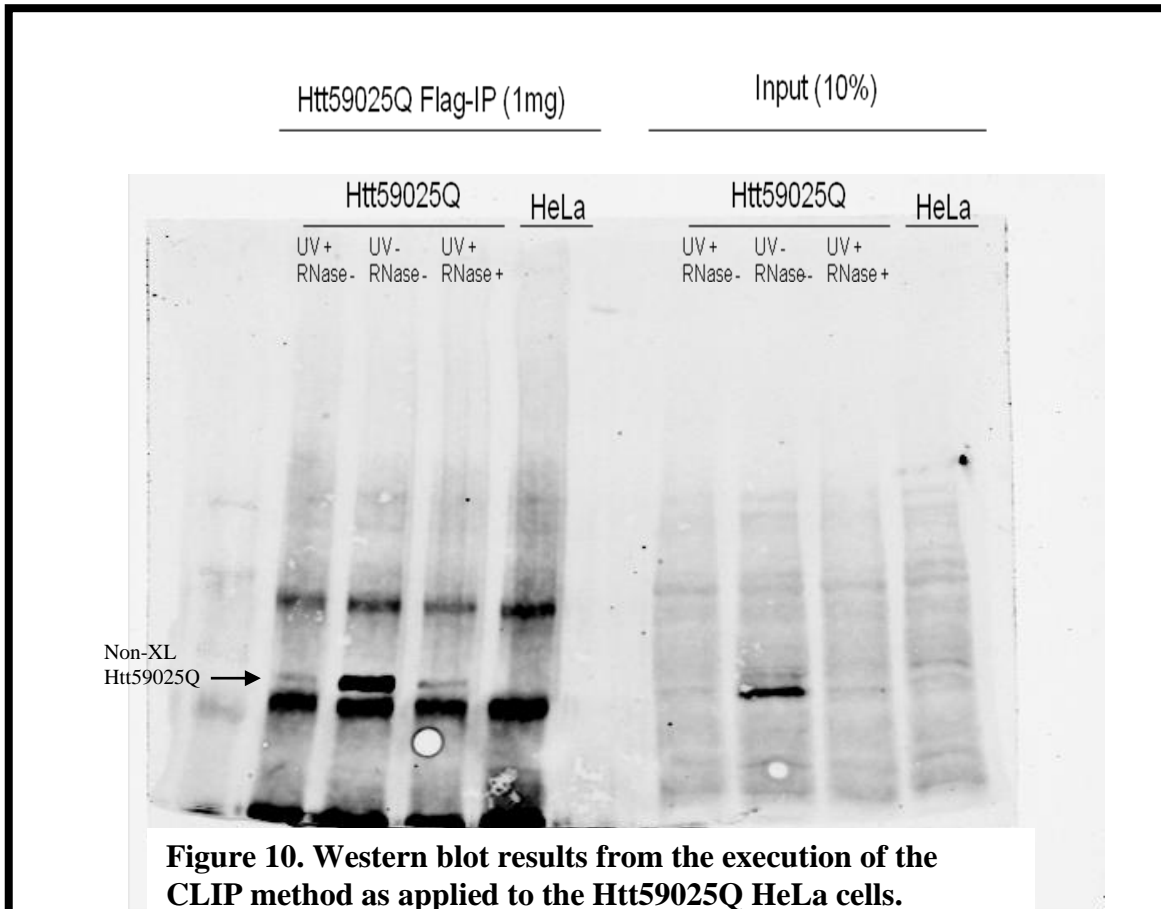 Htt59025Q Flag-IP (1mg)
Input (10%)
Htt59025Q
HeLa
Htt59025Q
HeLa
UV + UV - UV +
RNase - RNase - RNase +
UV + UV - UV +
RNase - RNase-- RNase +
Non-XL
Htt59025Q
Figure 10. Western blot results from the execution of the
CLIP method as applied to the Htt59025Q HeLa cells.